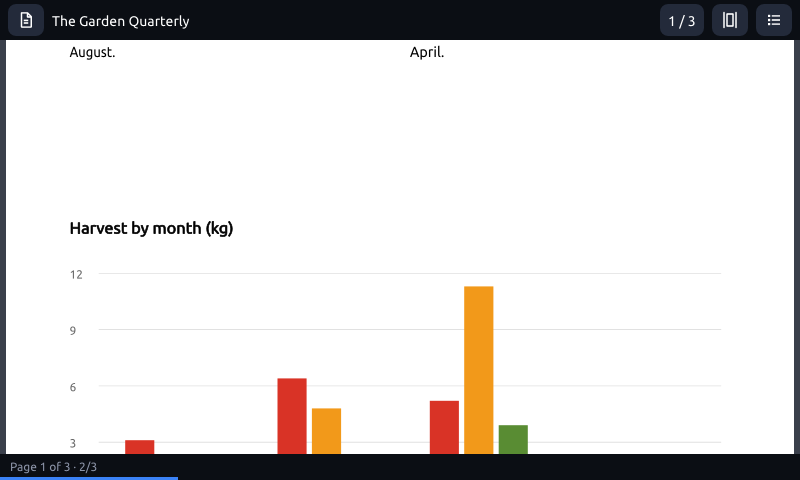 The Garden Quarterly
1 / 3
August.
April.
Harvest by month (kg)
12
9
6
3
Page 1 of 3 · 2/3